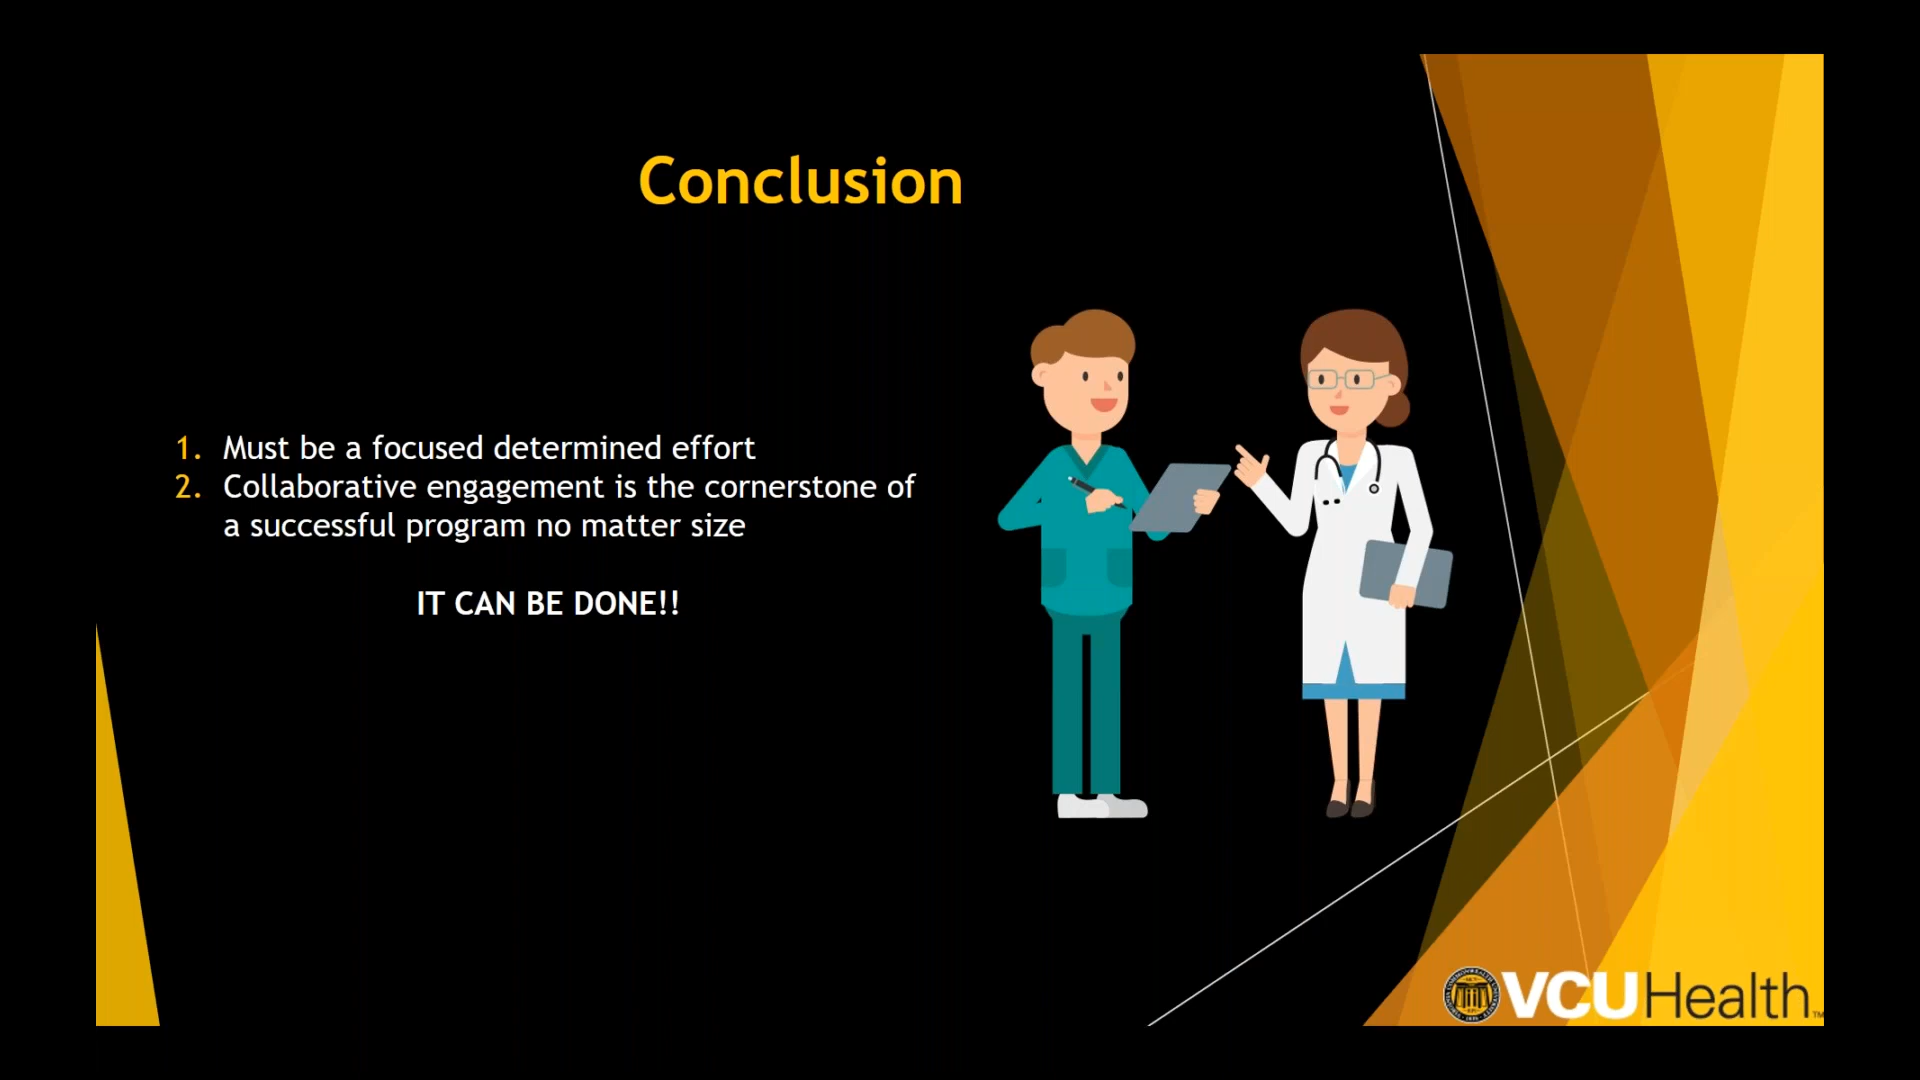 Conclusion
1. Must be a focused determined effort
2. Collaborative engagement is the cornerstone of
a successful program no matter size
IT CAN BE DONE!!
VCUHealth™